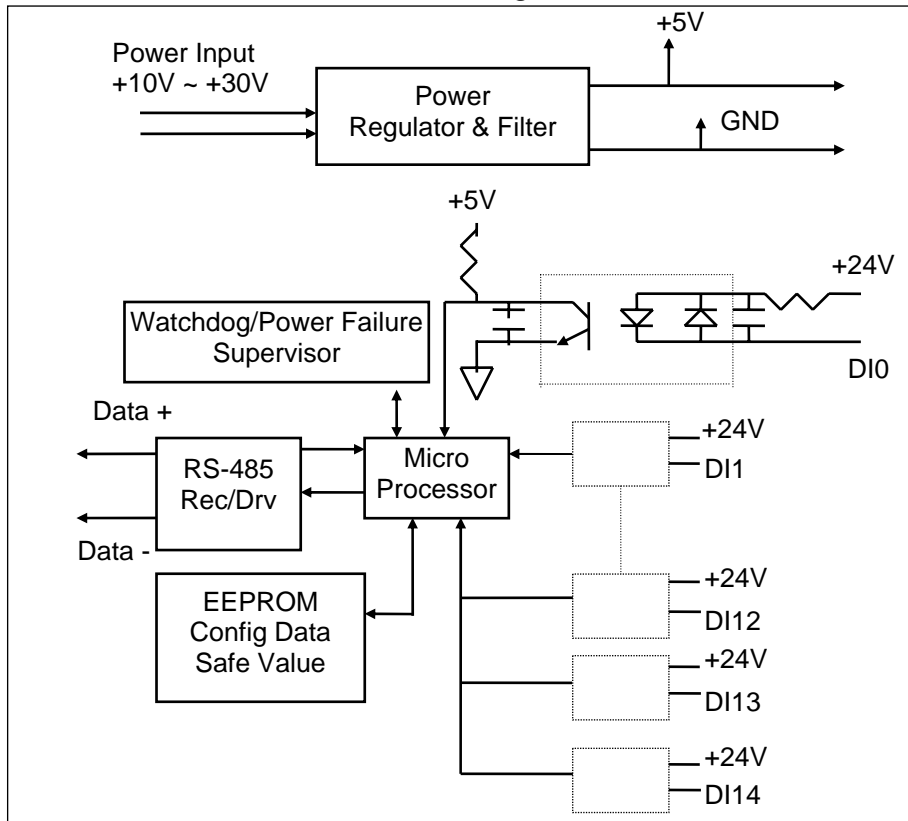 +5V
Power Input
+10V ~ +30V
Power
Regulator & Filter
GND
+5V
+24V
DI0
Watchdog/Power Failure
Supervisor
Data +
RS-485
Rec/Drv
Data -
Micro
Processor
+24V
DI1
EEPROM
Config Data
Safe Value
+24V
DI12
+24V
DI13
+24V
DI14